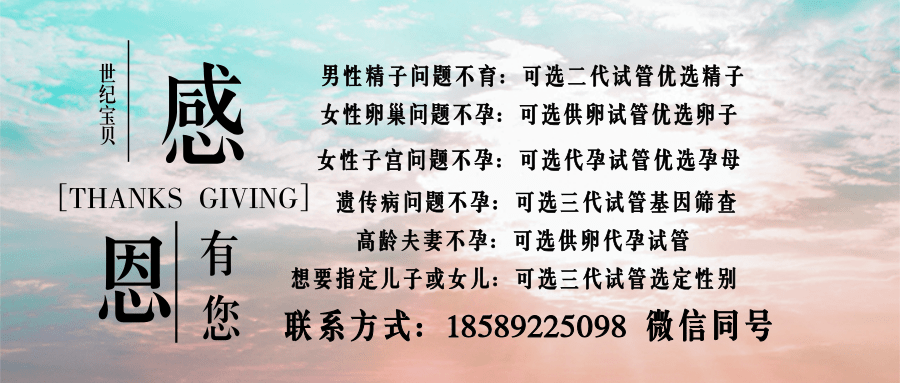 世纪宝贝
感
[THANKS GIVING]
恩
有您
男性精子问题不育：可选二代试管优选精子
女性卵巢问题不孕：可选供卵试管优选卵子
女性子宫问题不孕：可选代孕试管优选孕母
遗传病问题不孕：可选三代试管基因筛查
高龄夫妻不孕：可选供卵代孕试管
想要指定儿子或女儿：可选三代试管选定性别
联系方式：18589225098 微信同号